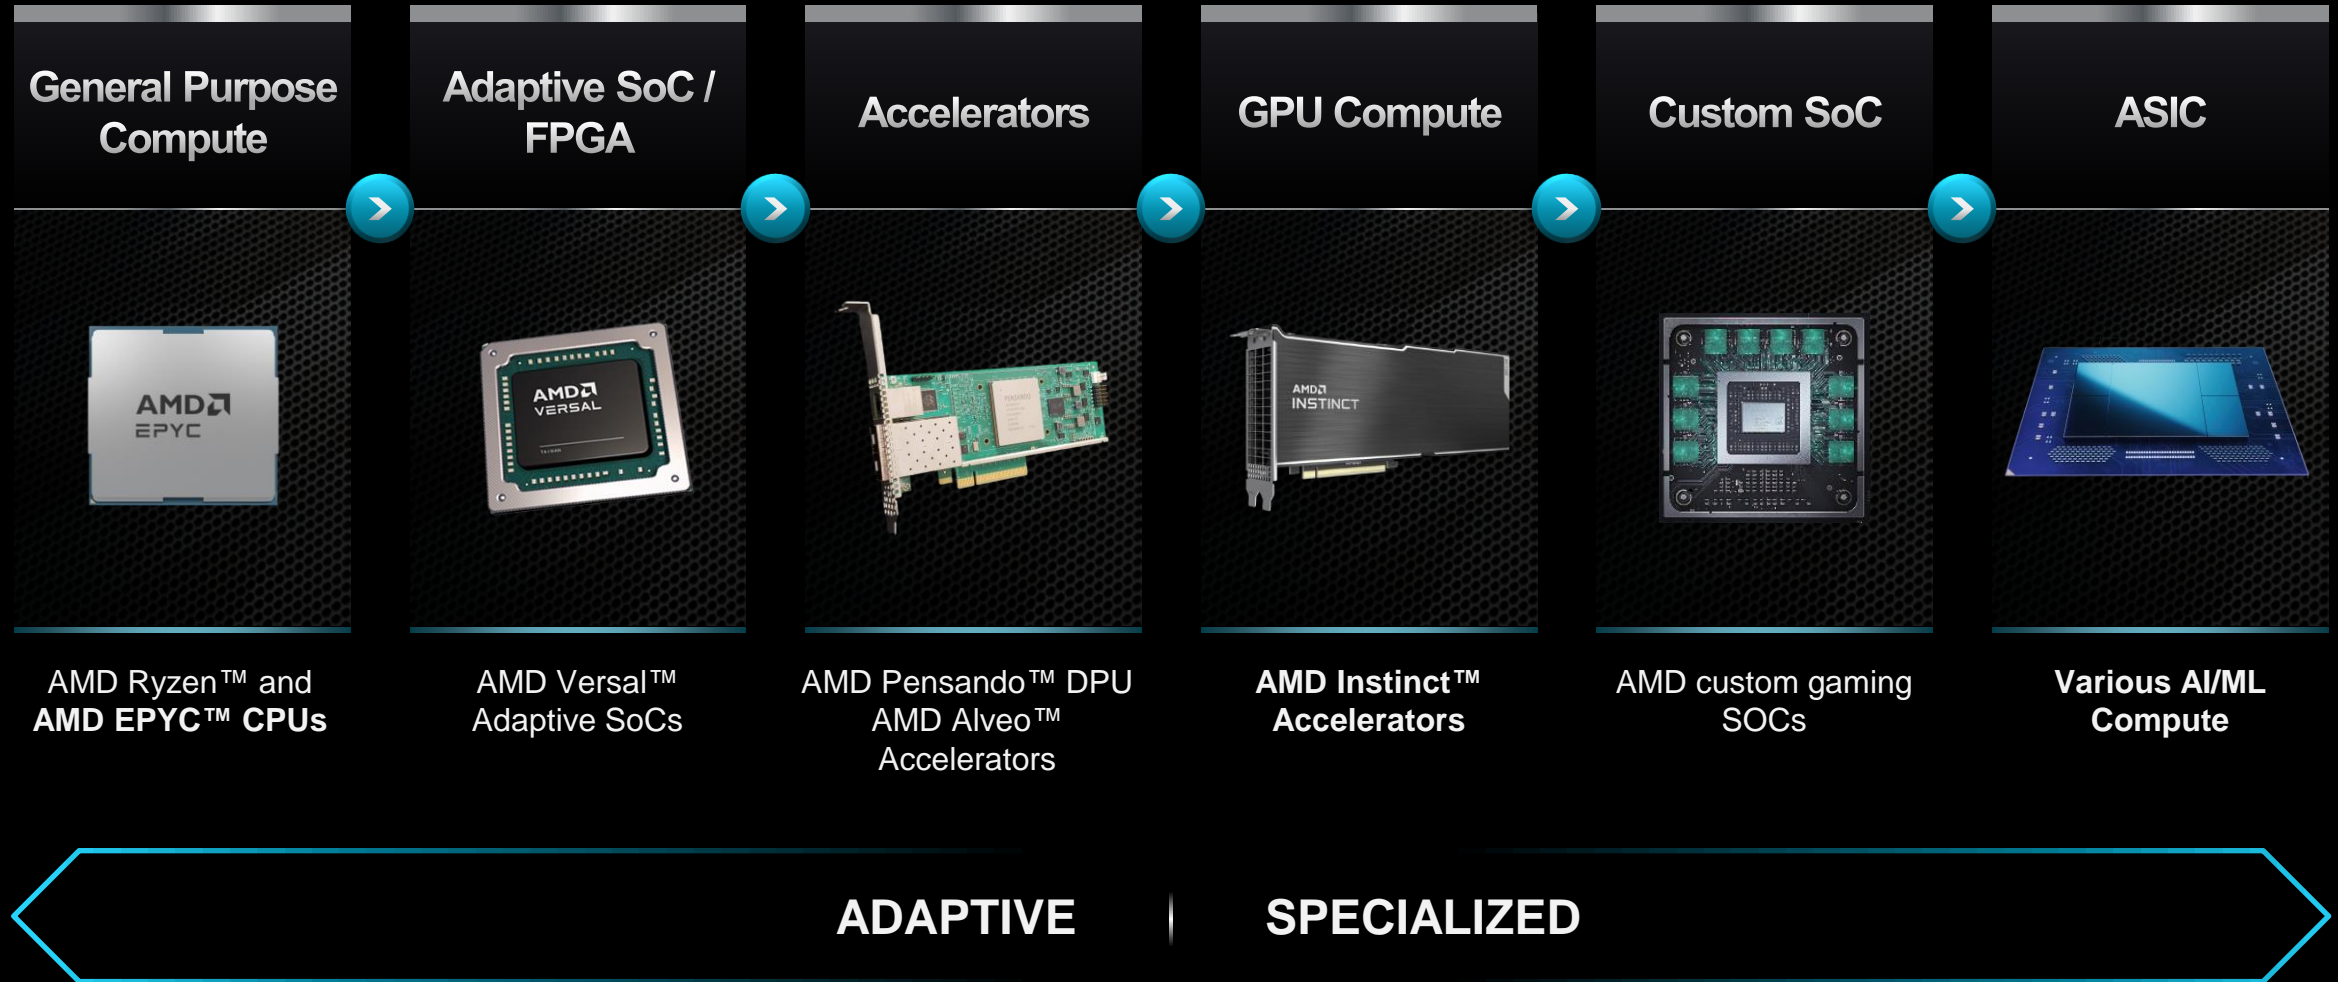 General Purpose
Compute
Adaptive SoC /
FPGA
Accelerators
GPU Compute
Custom SoC
ASIC
AMD
EPYC
AMD
VERSAL
TAIWAN
PENSANDO
AMD
INSTINCT
AMD Ryzen™ and
AMD EPYC™ CPUs
AMD Versal™
Adaptive SoCs
AMD Pensando™ DPU
AMD Alveo™
Accelerators
AMD Instinct™
Accelerators
AMD custom gaming
SOCs
Various AI/ML
Compute
ADAPTIVE
SPECIALIZED